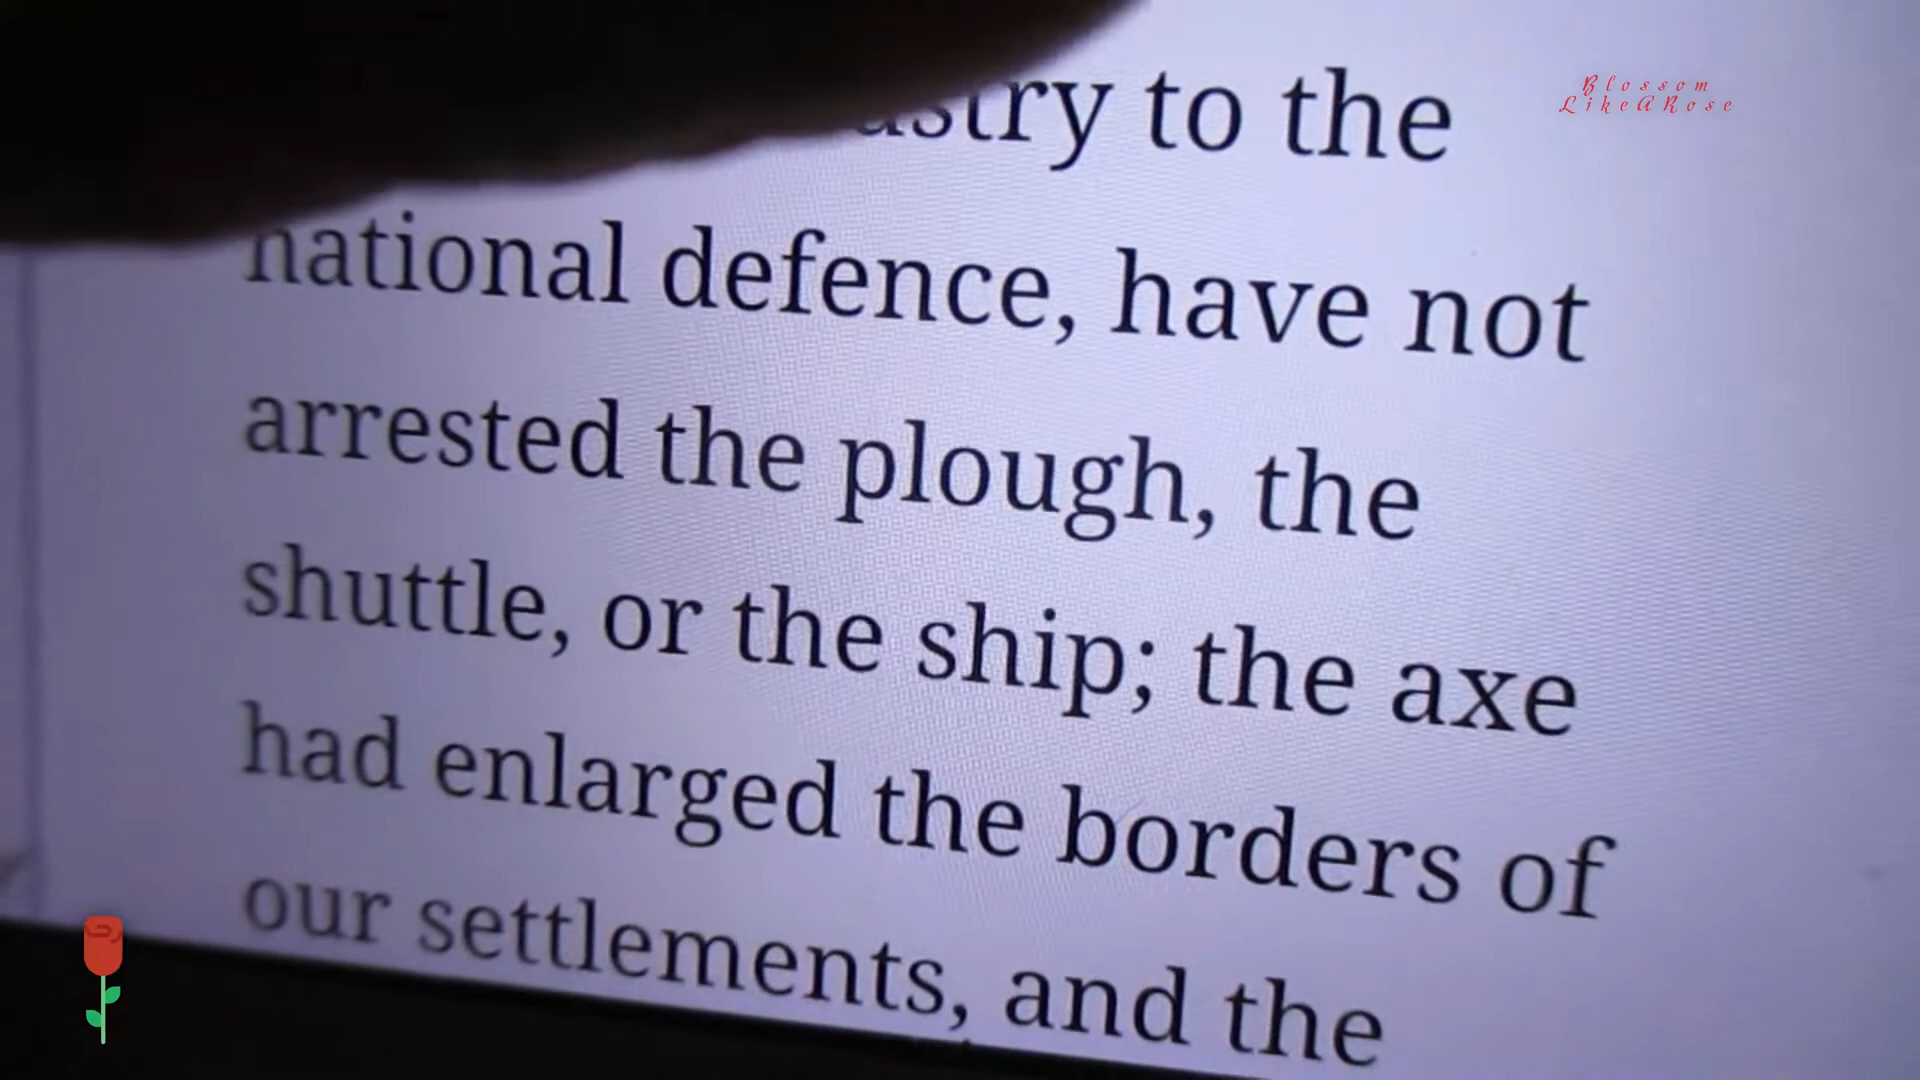 to the
Blossom
LikeARose
national defence, have not
arrested the plough, the
shuttle, or the ship; the axe
had enlarged the borders of
our settlements, and the